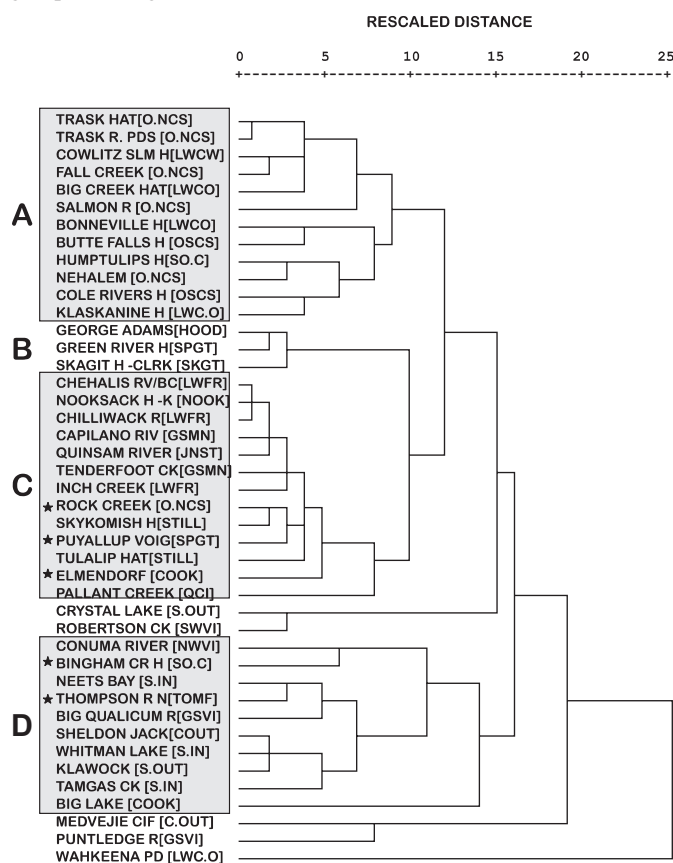 RESCALED DISTANCE
0 5 10 15 20 25
A
B
C
D
TRASK HAT[O.NCS]
TRASK R. PDS [O.NCS]
COWLITZ SLM H[LWCW]
FALL CREEK [O.NCS]
BIG CREEK HAT[LWCO]
SALMON R [O.NCS]
BONNEVILLE H[LWCO]
BUTTE FALLS H [OSCS]
HUMPTULIPS H[SO.C]
NEHALEM [O.NCS]
COLE RIVERS H [OSCS]
KLASKANINE H [LWC.O]
GEORGE ADAMS[HOOD]
GREEN RIVER H[SPGT]
SKAGIT H -CLRK [SKGT]
CHEHALIS RV/BC[LWFR]
NOOKSACK H -K [NOOK]
CHILLIWACK R[LWFR]
CAPILANO RIV [GSMN]
QUINSAM RIVER [JNST]
TENDERFOOT CK[GSMN]
INCH CREEK [LWFR]
★ ROCK CREEK [O.NCS]
SKYKOMISH H[STILL]
★ PUYALLUP VOIG[SPGT]
TULALIP HAT[STILL]
★ ELMENDORF [COOK]
PALLANT CREEK [QCI]
CRYSTAL LAKE [S.OUT]
ROBERTSON CK [SWVI]
CONUMA RIVER [NWVI]
★ BINGHAM CR H [SO.C]
NEETS BAY [S.IN]
★ THOMPSON R N[TOMF]
BIG QUALICUM R[GSVI]
SHELDON JACK[COUT]
WHITMAN LAKE [S.IN]
KLAWOCK [S.OUT]
TAMGAS CK [S.IN]
BIG LAKE [COOK]
MEDVEJIE CIF [C.OUT]
PUNTLEDGE R[GSVI]
WAHKEENA PD [LWC.O]